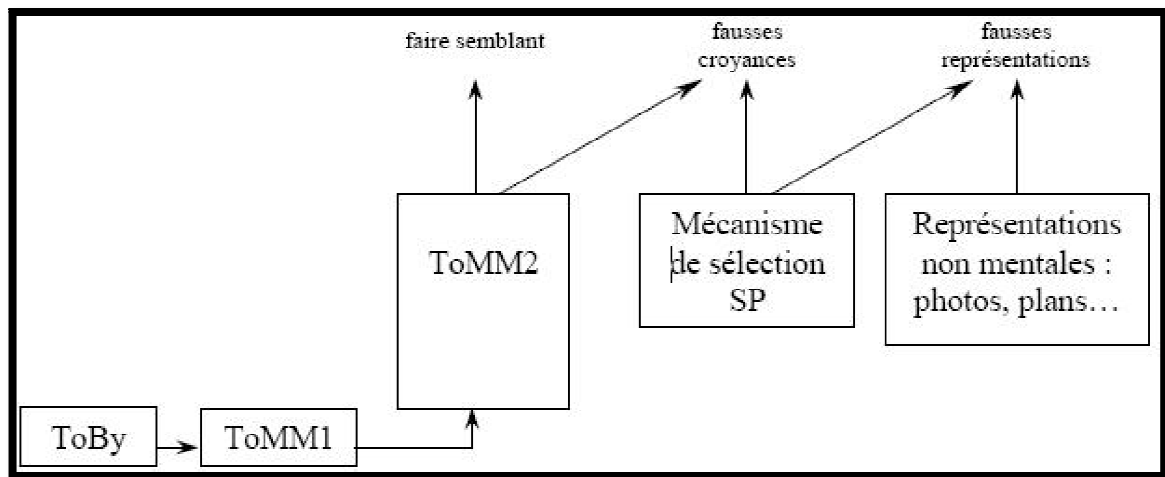 faire semblant
fausses
croyances
fausses
représentations
ToMM2
Mécanisme
de sélection
SP
Représentations
non mentales :
photos, plans…
ToBy
ToMM1